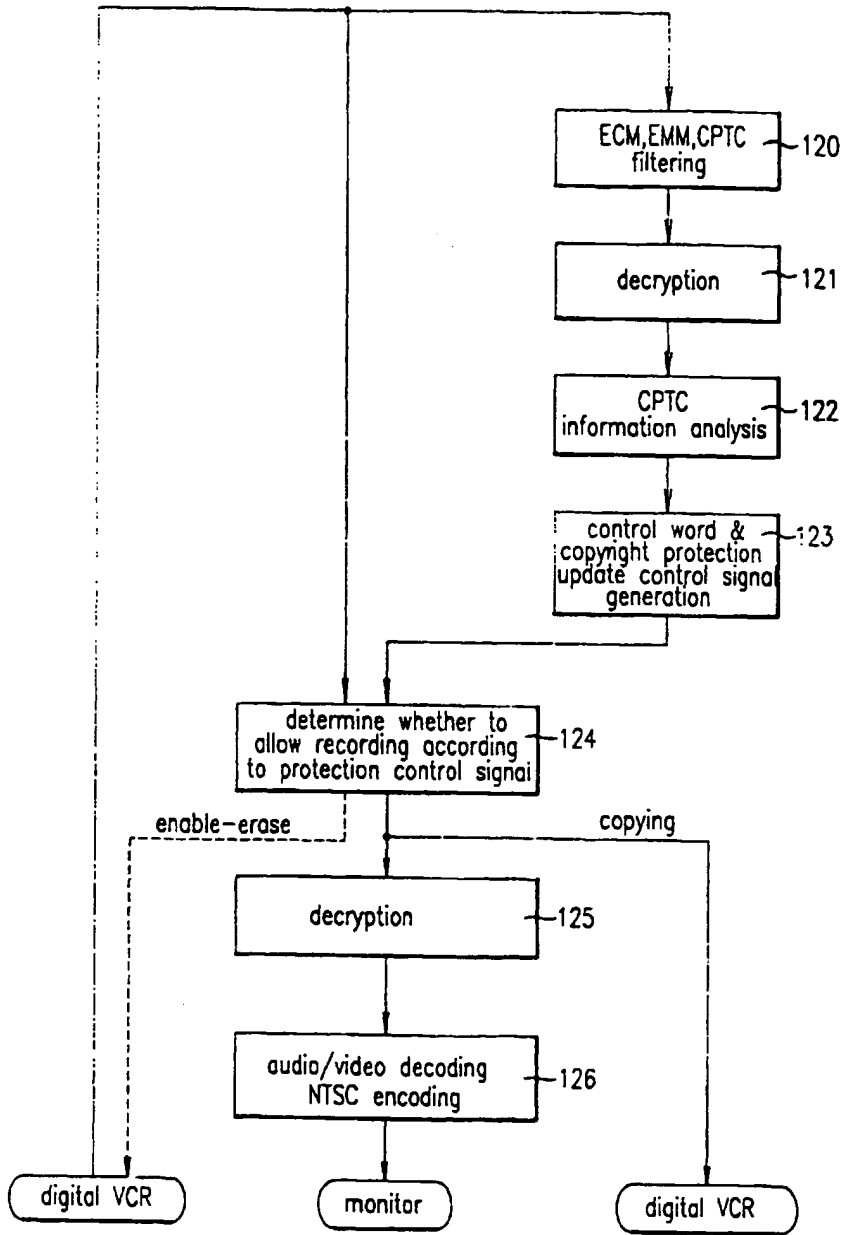 ECM,EMM,CPTC
filtering
120
decryption
121
CPTC
information analysis
122
control word &
copyright protection
update control signal
generation
123
determine whether to
allow recording according
to protection control signal
124
enable-erase
copying
decryption
125
audio/video decoding
NTSC encoding
126
digital VCR
monitor
digital VCR